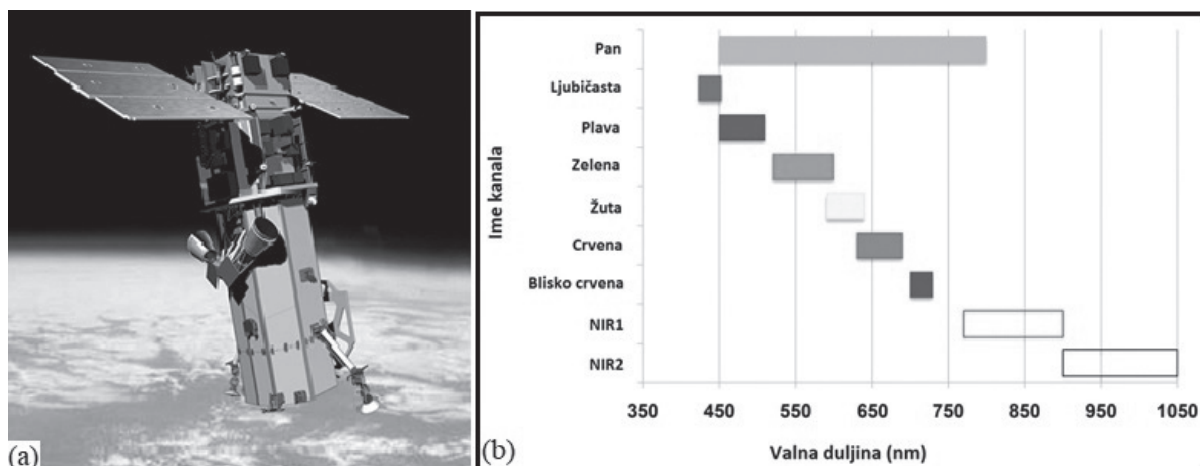 (a)
Ime kanala
Pan
Ljubičasta
Plava
Zelena
Žuta
Crvena
Blisko crvena
NIR1
NIR2
350 450 550 650 750 850 950 1050
Valna duljina (nm)
(b)